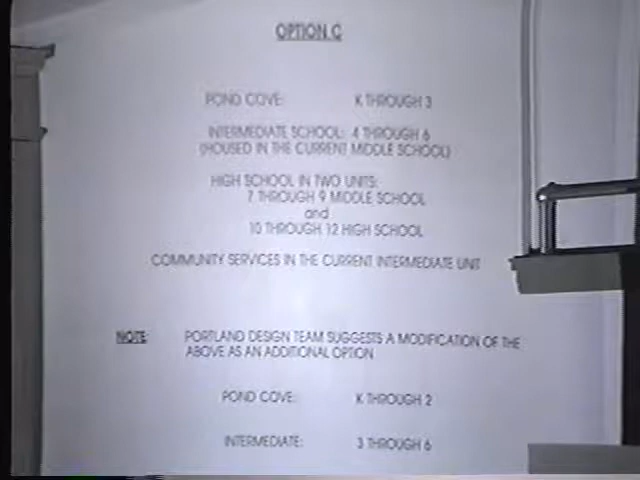 OPTION C
POND COVE: K THROUGH 3
INTERMEDIATE SCHOOL: 4 THROUGH 6
(HOUSED IN THE CURRENT MIDDLE SCHOOL)
HIGH SCHOOL IN TWO UNITS:
7 THROUGH 9 MIDDLE SCHOOL
and
10 THROUGH 12 HIGH SCHOOL
COMMUNITY SERVICES IN THE CURRENT INTERMEDIATE UNIT
NOTE: PORTLAND DESIGN TEAM SUGGESTS A MODIFICATION OF THE
ABOVE AS AN ADDITIONAL OPTION
POND COVE: K THROUGH 2
INTERMEDIATE: 3 THROUGH 6